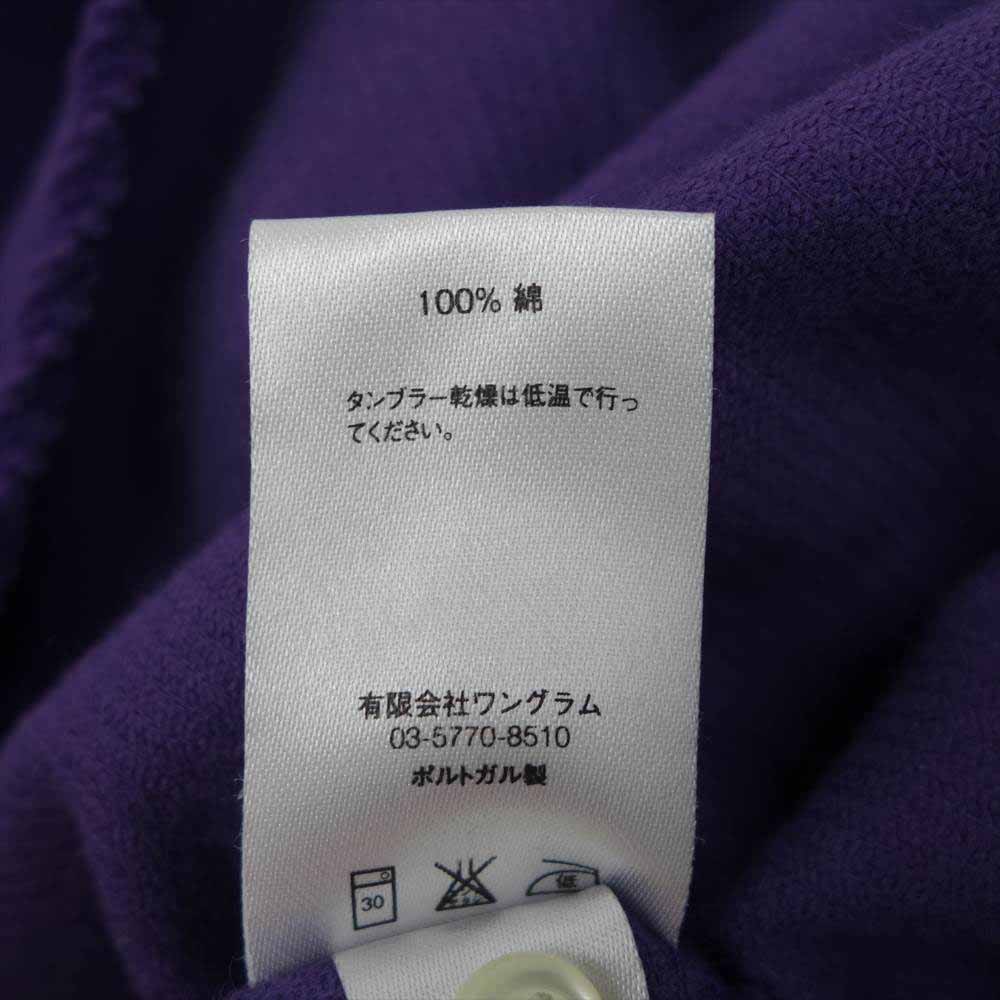 100% 綿
タンブラー乾燥は低温で行っ
てください。
有限会社ワングラム
03-5770-8510
ポルトガル製
30
低